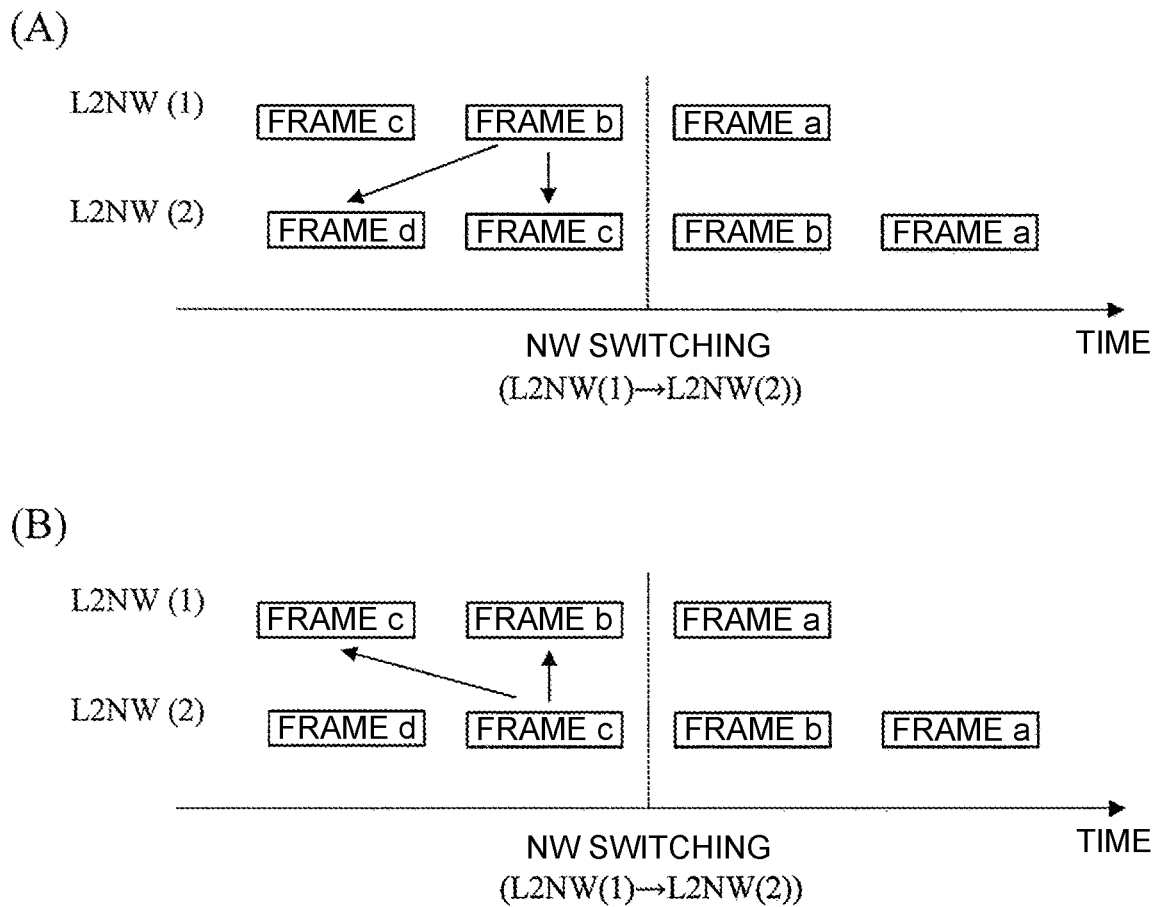 (A)
L2NW (1)
FRAME c
FRAME b
FRAME a
L2NW (2)
FRAME d
FRAME c
FRAME b
FRAME a
NW SWITCHING
TIME
(L2NW(1)→L2NW(2))
(B)
L2NW (1)
FRAME c
FRAME b
FRAME a
L2NW (2)
FRAME d
FRAME c
FRAME b
FRAME a
NW SWITCHING
TIME
(L2NW(1)→L2NW(2))